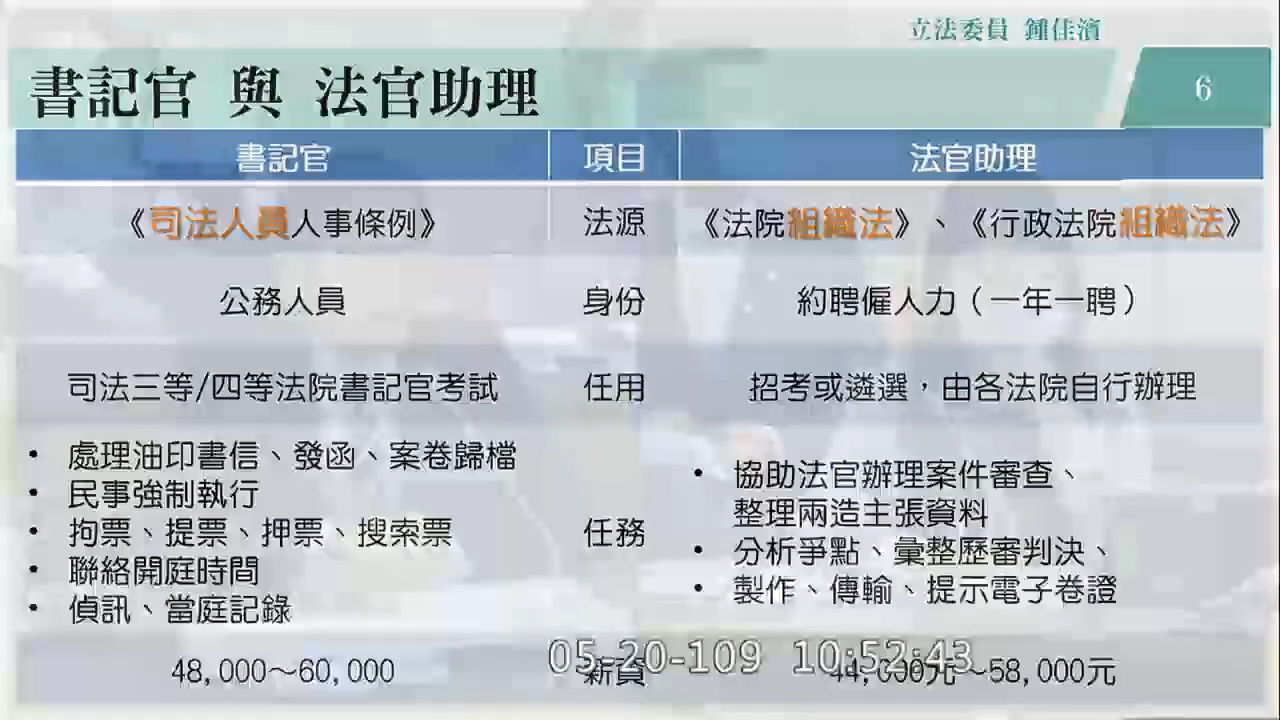 立法委員 鍾佳濱
書記官 與 法官助理
6
書記官 項目 法官助理
《司法人員人事條例》 法源 《法院組織法》、《行政法院組織法》
公務人員 身份 約聘僱人力(一年一聘)
司法三等/四等法院書記官考試 任用 招考或遴選,由各法院自行辦理
• 處理油印書信、發函、案卷歸檔
• 民事強制執行
• 拘票、提票、押票、搜索票
• 聯絡開庭時間
• 偵訊、當庭記錄
任務
• 協助法官辦理案件審查、
整理兩造主張資料
• 分析爭點、彙整歷審判決、
• 製作、傳輸、提示電子卷證
48,000~60,000 薪資 44,000元~58,000元
05-20-109 10:52:43